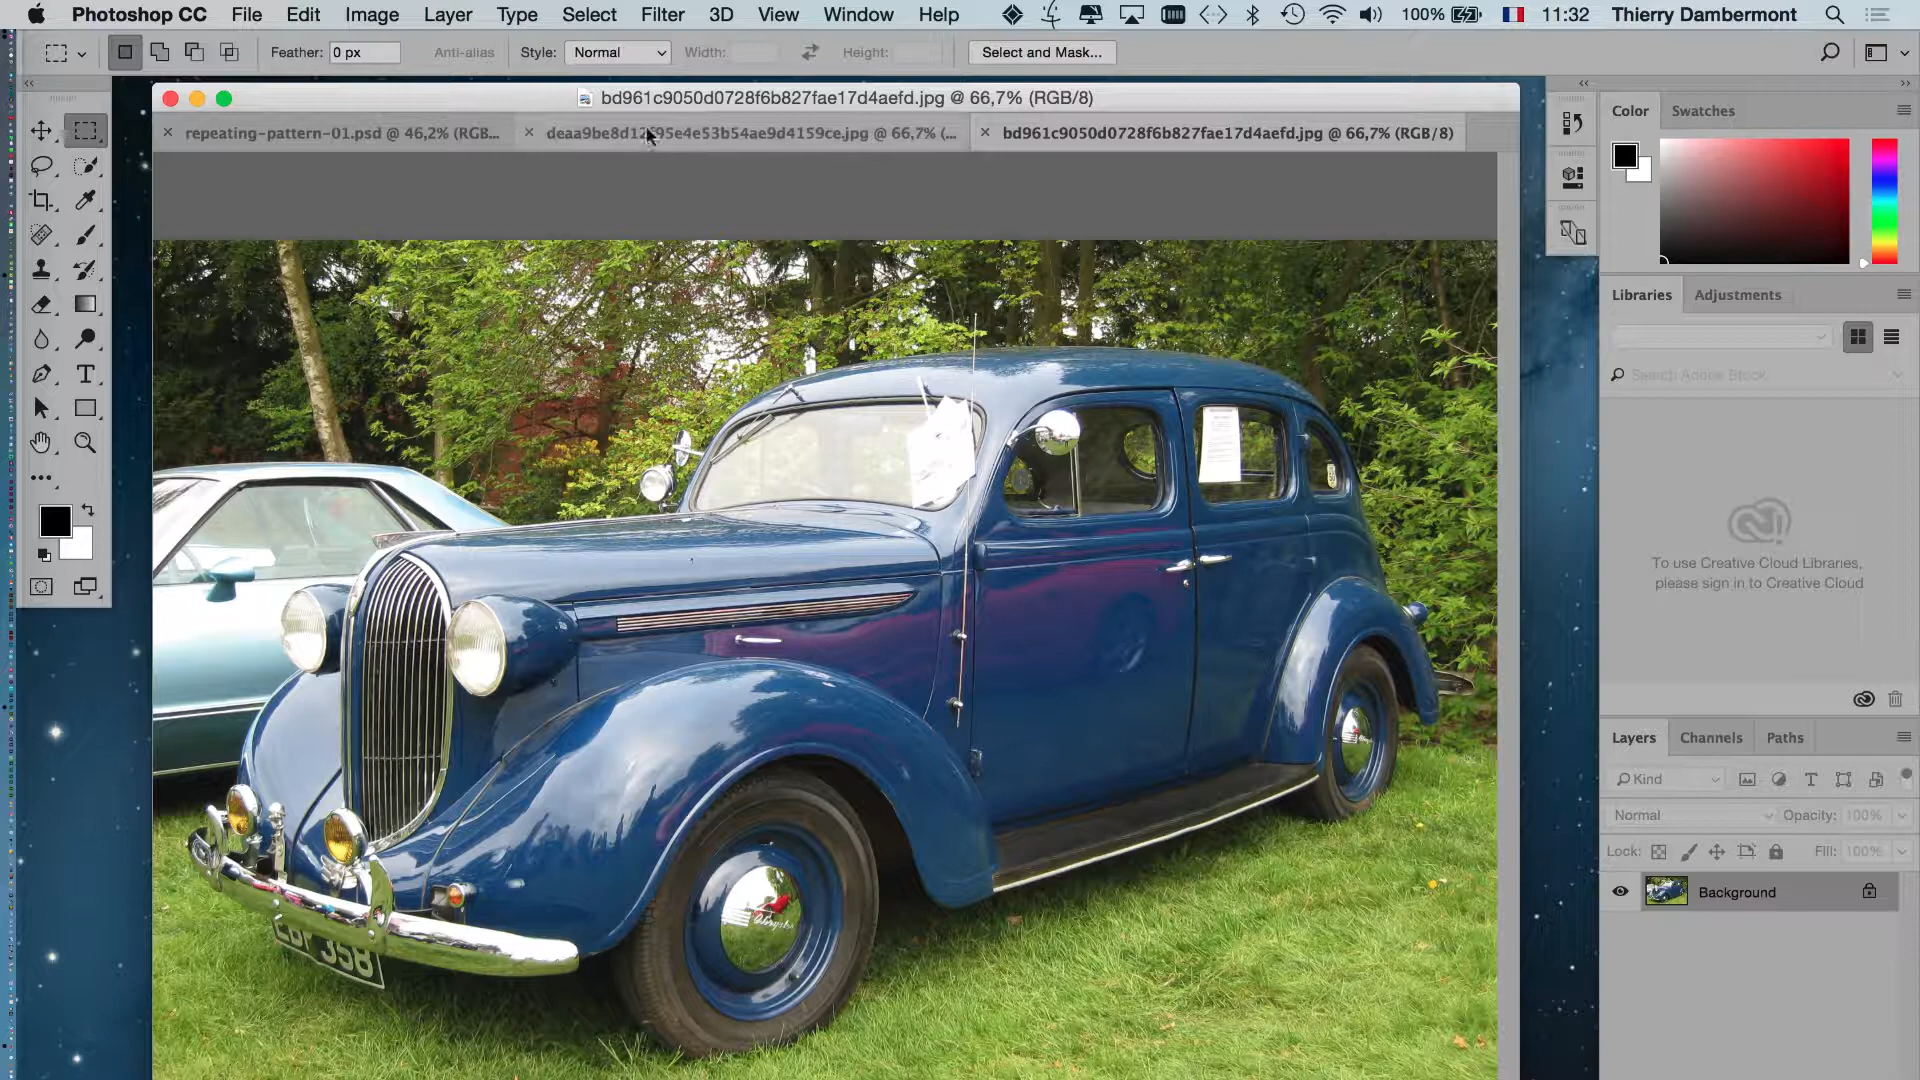 Photoshop CC File Edit Image Layer Type Select Filter 3D View Window Help 100% 11:32 Thierry Dambermont
Feather: 0 px Anti-alias Style: Normal Width: Height: Select and Mask...
bd961c9050d0728f6b827fae17d4aefd.jpg @ 66,7% (RGB/8)
repeating-pattern-01.psd @ 46,2% (RGB...
@ 66,7% (...
bd961c9050d0728f6b827fae17d4aefd.jpg @ 66,7% (RGB/8)
Color Swatches
Libraries Adjustments
Search Adobe Stock
To use Creative Cloud Libraries,
please sign in to Creative Cloud
Layers Channels Paths
Kind
Normal Opacity: 100%
Lock: Fill: 100%
Background
358